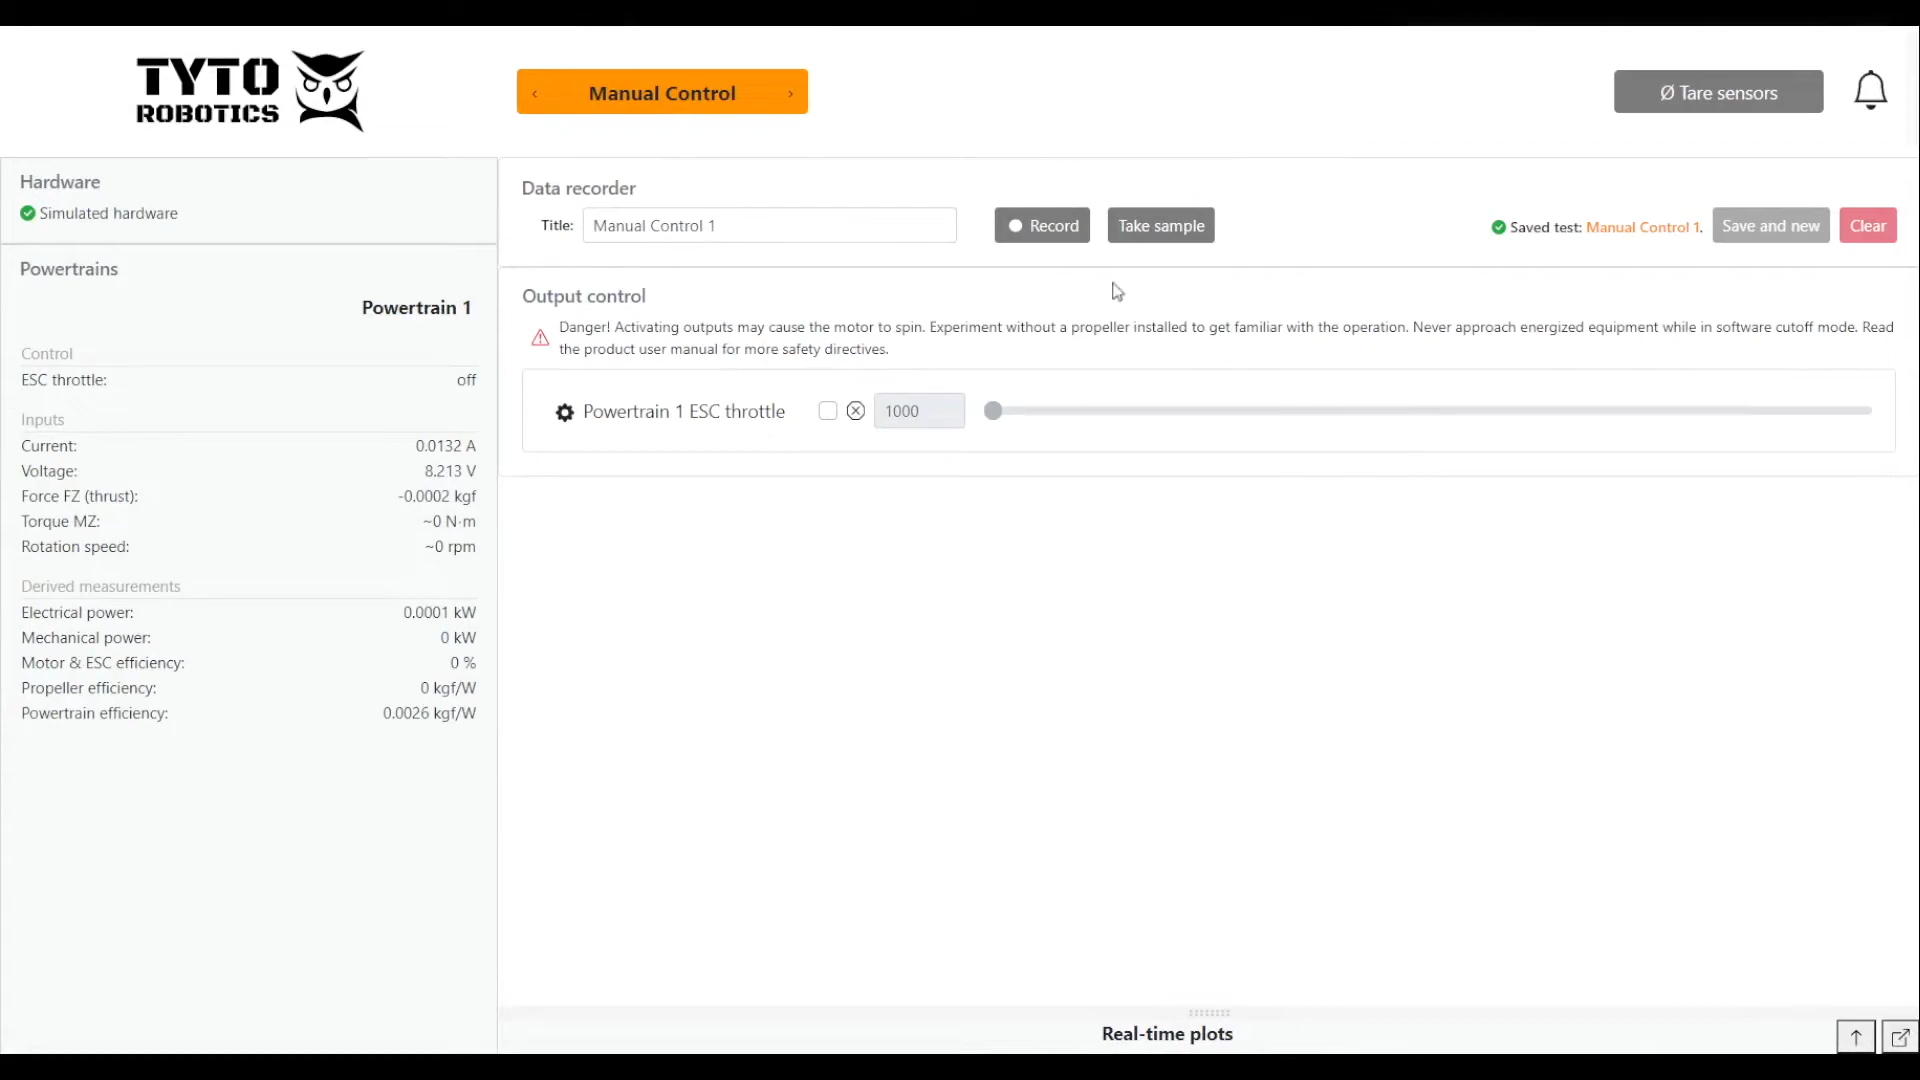 TYTO
ROBOTICS
‹ Manual Control ›
Ø Tare sensors
Hardware
Simulated hardware
Powertrains
Powertrain 1
Control
ESC throttle: off
Inputs
Current: 0.0132 A
Voltage: 8.213 V
Force FZ (thrust): -0.0002 kgf
Torque MZ: ~0 N·m
Rotation speed: ~0 rpm
Derived measurements
Electrical power: 0.0001 kW
Mechanical power: 0 kW
Motor & ESC efficiency: 0 %
Propeller efficiency: 0 kgf/W
Powertrain efficiency: 0.0026 kgf/W
Data recorder
Title: Manual Control 1 Record Take sample Saved test: Manual Control 1. Save and new Clear
Output control
Danger! Activating outputs may cause the motor to spin. Experiment without a propeller installed to get familiar with the operation. Never approach energized equipment while in software cutoff mode. Read
the product user manual for more safety directives.
Powertrain 1 ESC throttle 1000
Real-time plots